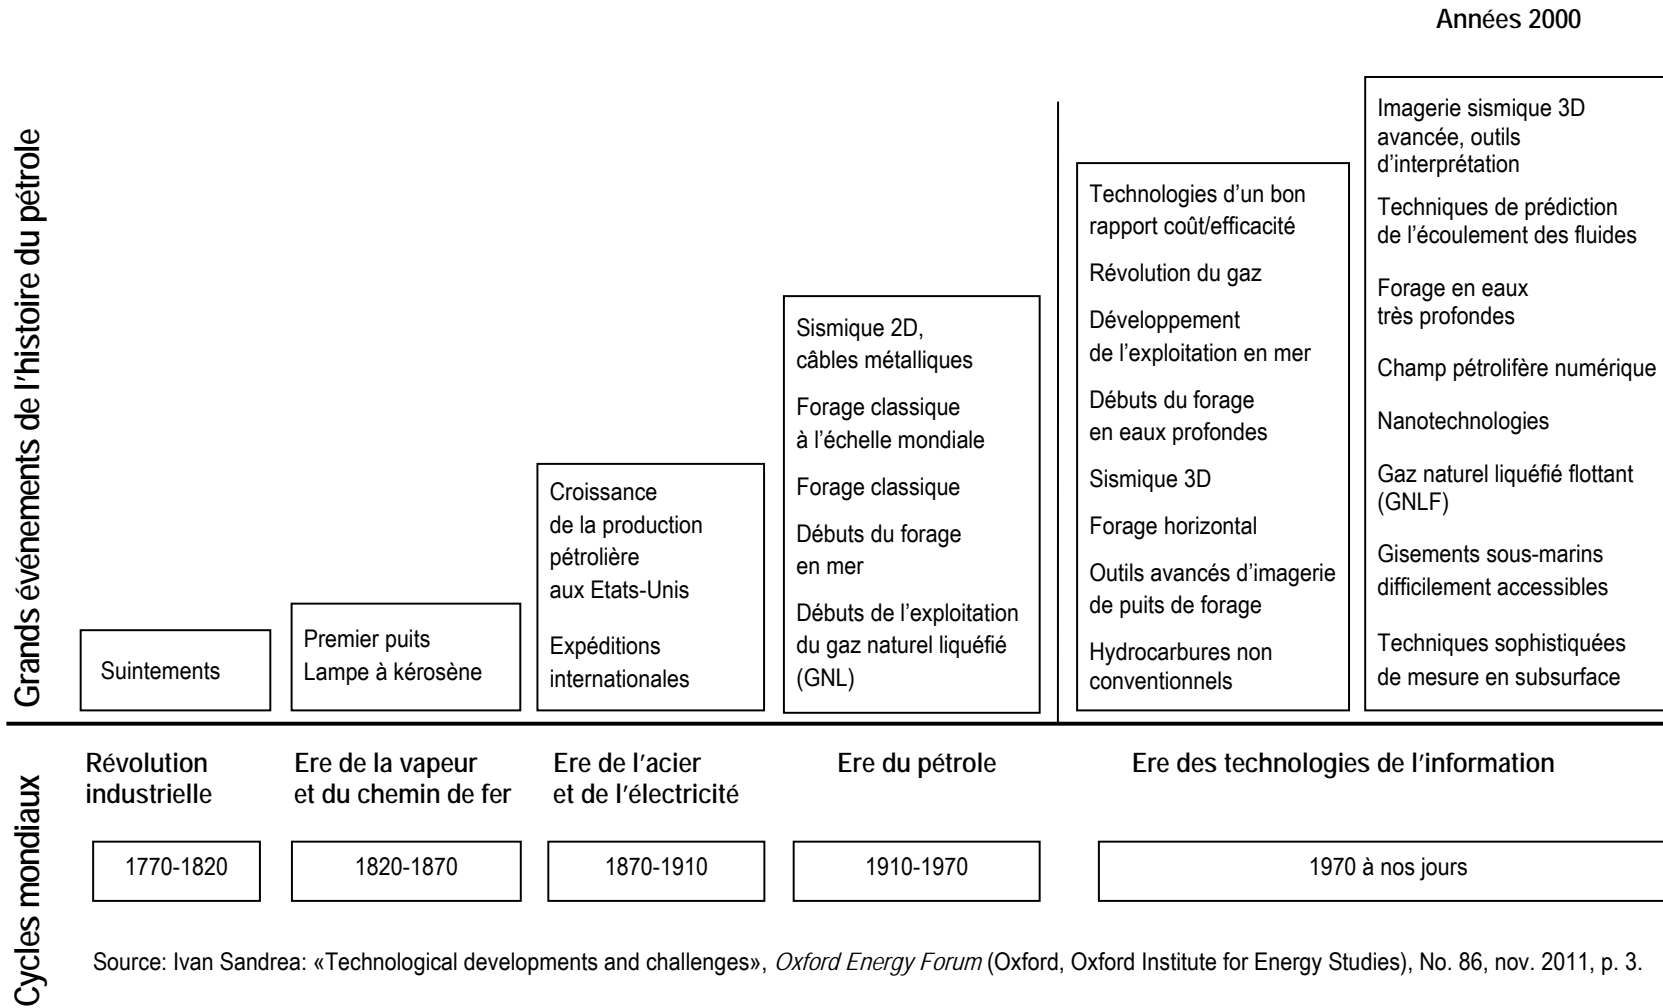 Années 2000
Grands événements de l'histoire du pétrole
Suintements
Premier puits
Lampe à kérosène
Croissance
de la production
pétrolière
aux Etats-Unis
Expéditions
internationales
Sismique 2D,
câbles métalliques
Forage classique
à l'échelle mondiale
Forage classique
Débuts du forage
en mer
Débuts de l'exploitation
du gaz naturel liquéfié
(GNL)
Technologies d'un bon
rapport coût/efficacité
Révolution du gaz
Développement
de l'exploitation en mer
Débuts du forage
en eaux profondes
Sismique 3D
Forage horizontal
Outils avancés d'imagerie
de puits de forage
Hydrocarbures non
conventionnels
Imagerie sismique 3D
avancée, outils
d'interprétation
Techniques de prédiction
de l'écoulement des fluides
Forage en eaux
très profondes
Champ pétrolifère numérique
Nanotechnologies
Gaz naturel liquéfié flottant
(GNLF)
Gisements sous-marins
difficilement accessibles
Techniques sophistiquées
de mesure en subsurface
Cycles mondiaux
Révolution
industrielle
Ere de la vapeur
et du chemin de fer
Ere de l'acier
et de l'électricité
Ere du pétrole
Ere des technologies de l'information
1770-1820
1820-1870
1870-1910
1910-1970
1970 à nos jours
Source: Ivan Sandrea: «Technological developments and challenges», Oxford Energy Forum (Oxford, Oxford Institute for Energy Studies), No. 86, nov. 2011, p. 3.